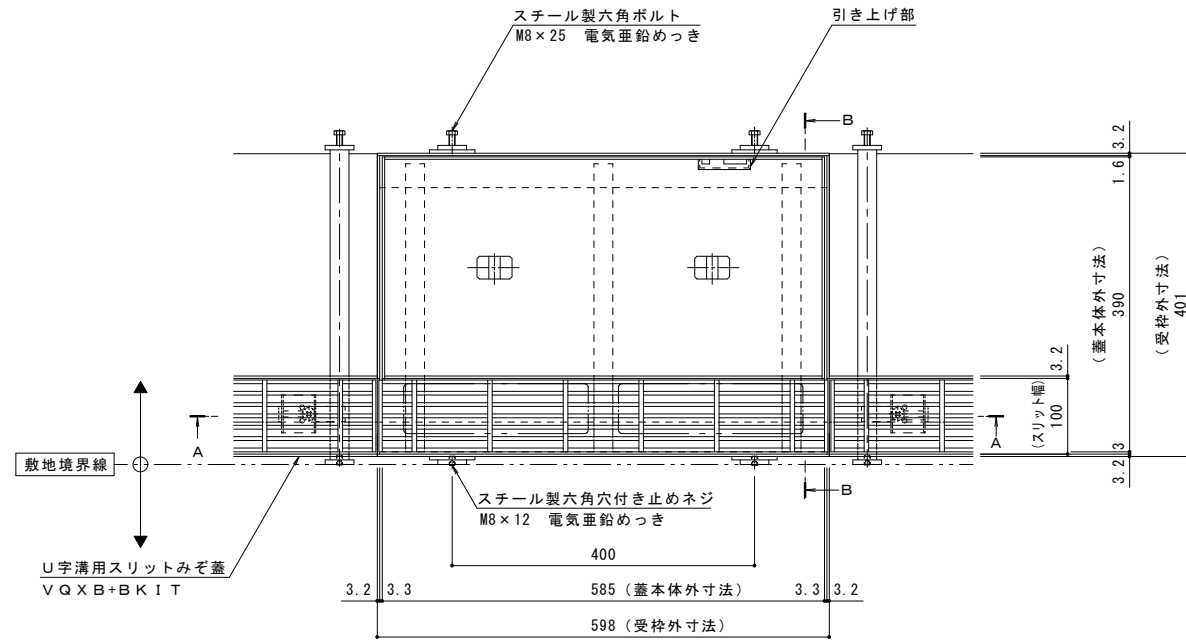 スチール製六角ボルト
M8×25 電気亜鉛めっき
引き上げ部
B
3.2
1.6
(蓋本体外寸法)
390
(受枠外寸法)
401
3.2
(スリット幅)
100
3
3.2
A
A
敷地境界線
B
スチール製六角穴付き止めネジ
M8×12 電気亜鉛めっき
400
U字溝用スリットみぞ蓋
VQXB+BKIT
3.2
3.3
585(蓋本体外寸法)
3.3
3.2
598(受枠外寸法)